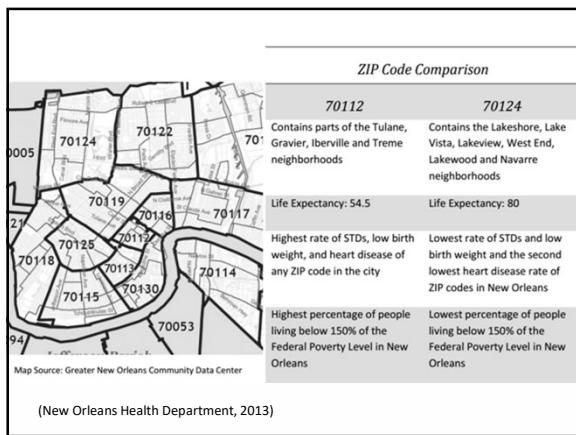 ZIP Code Comparison
70112 70124
Contains parts of the Tulane, Gravier, Iberville and Treme neighborhoods
Contains the Lakeshore, Lake Vista, Lakeview, West End, Lakewood and Navarre neighborhoods
Life Expectancy: 54.5
Life Expectancy: 80
Highest rate of STDs, low birth weight, and heart disease of any ZIP code in the city
Lowest rate of STDs and low birth weight and the second lowest heart disease rate of ZIP codes in New Orleans
Highest percentage of people living below 150% of the Federal Poverty Level in New Orleans
Lowest percentage of people living below 150% of the Federal Poverty Level in New Orleans
70124
70122
0005
70119
70116
70117
21
70112
70125
70118
70113
70114
70115
70130
70053
94
Map Source: Greater New Orleans Community Data Center
(New Orleans Health Department, 2013)